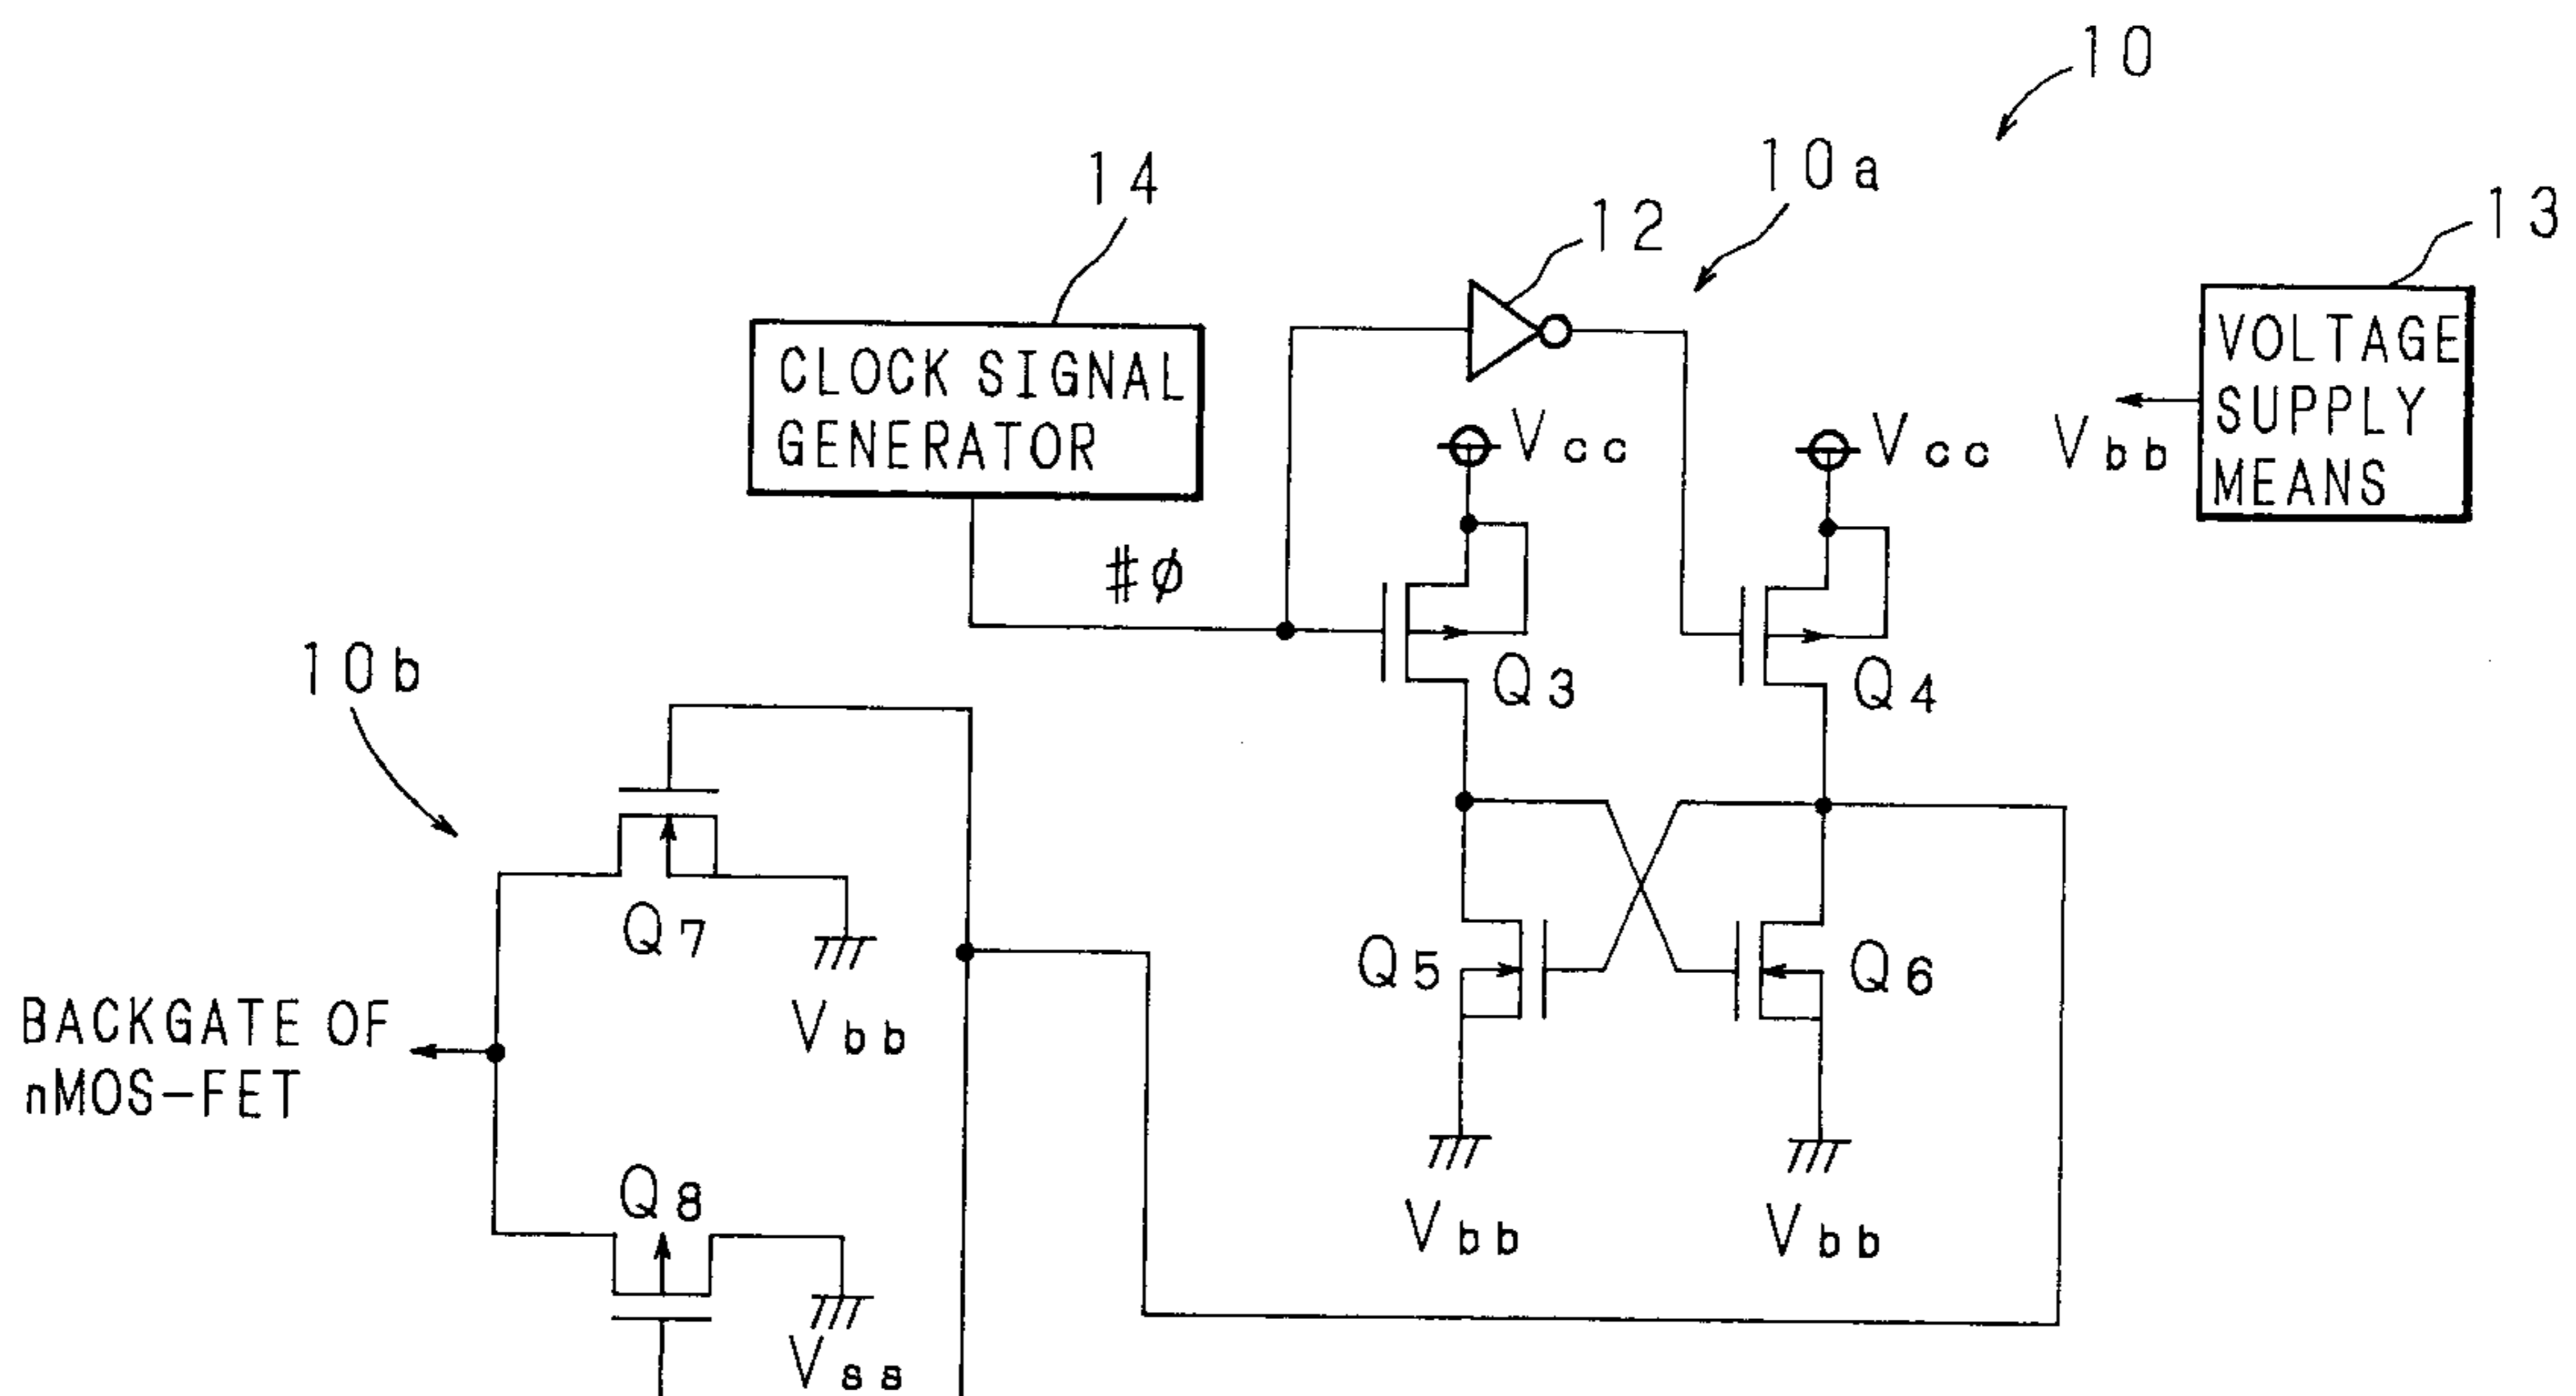 10
14
10a
12
13
CLOCK SIGNAL
GENERATOR
VOLTAGE
SUPPLY
MEANS
Vcc
Vcc
Vbb
#ø
10b
Q3
Q4
Q7
Q5
Q6
Vbb
BACKGATE OF
nMOS-FET
Q8
Vbb
Vbb
Vss